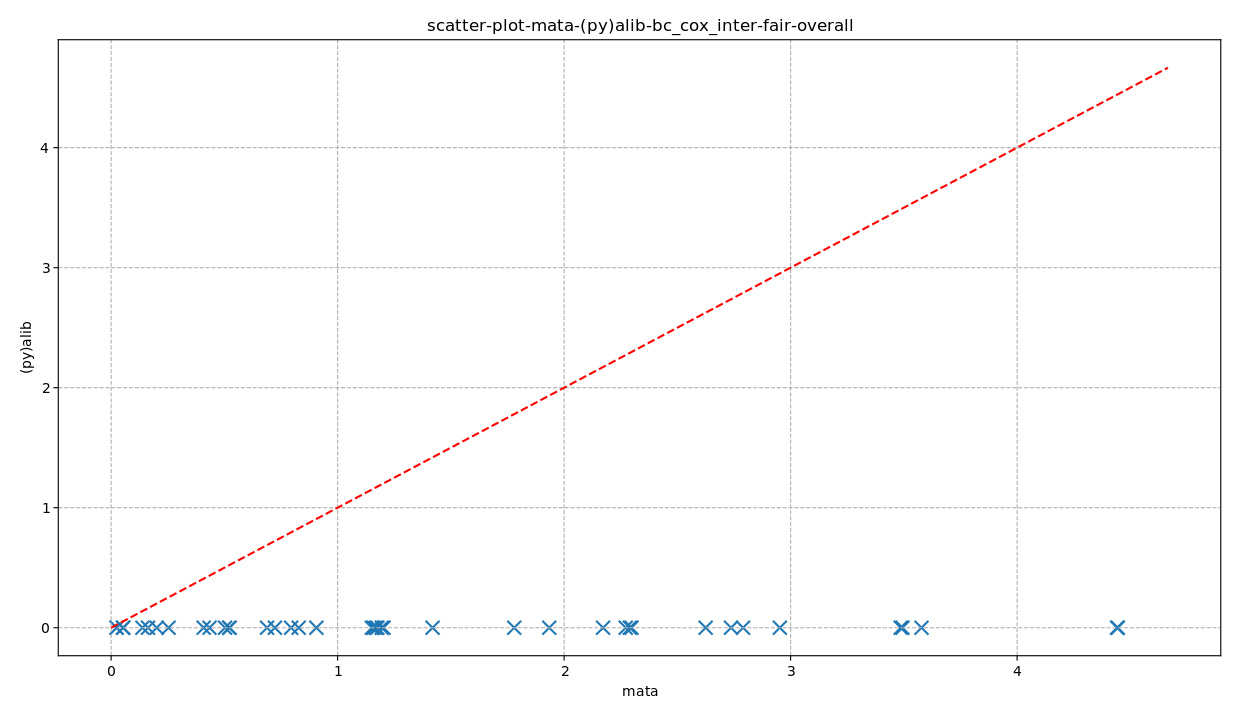 scatter-plot-mata-(py)alib-bc_cox_inter-fair-overall
4
3
2
1
0
(py)alib
0 1 2 3 4
mata